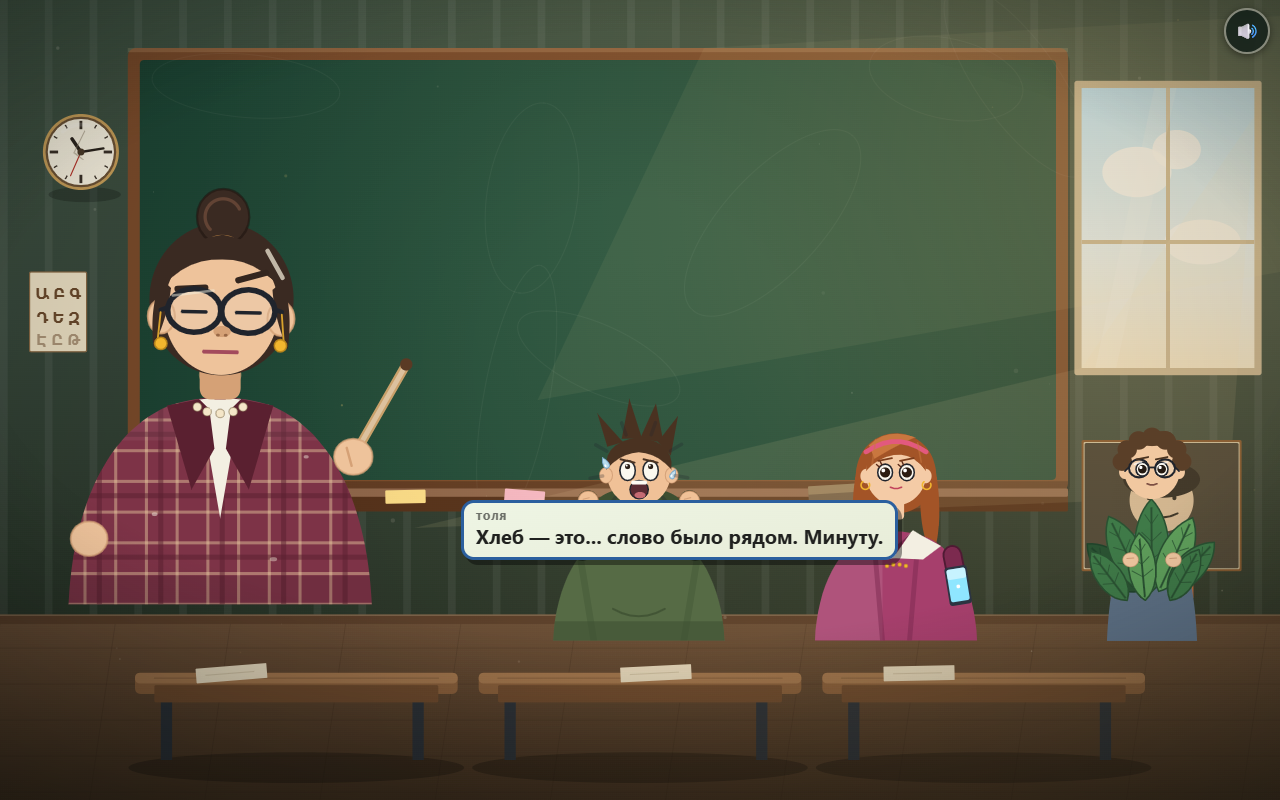 Ա Բ Գ
Դ Ե Զ
Է Ը Թ
ТОЛЯ
Хлеб — это... слово было рядом. Минуту.